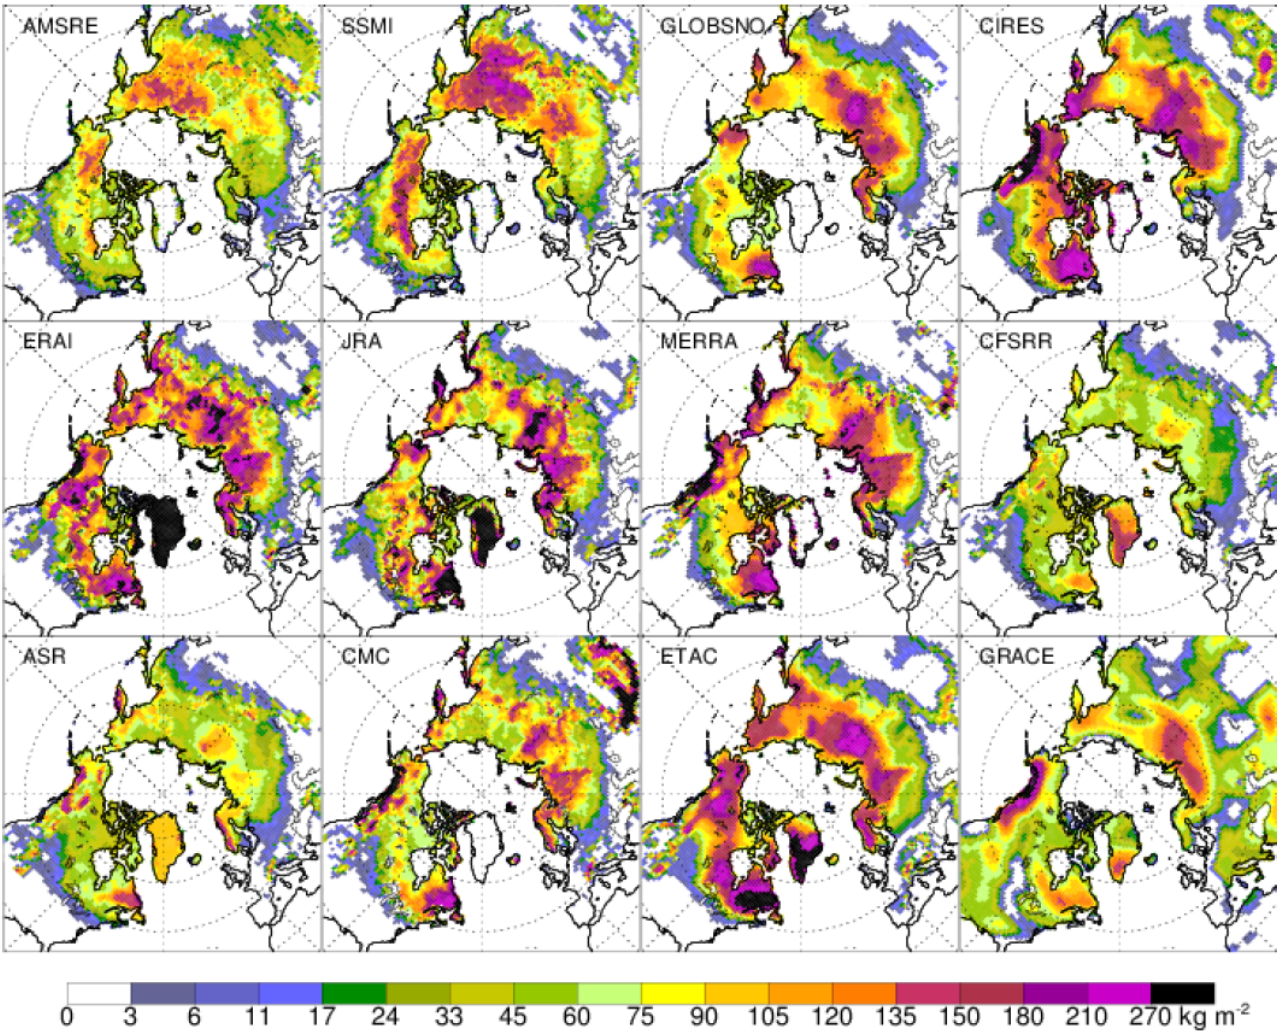 AMSRE SSMI GLOBSNO CIRES
ERAI JRA MERRA CFSRR
ASR CMC ETAC GRACE
0 3 6 11 17 24 33 45 60 75 90 105 120 135 150 180 210 270 kg m⁻²